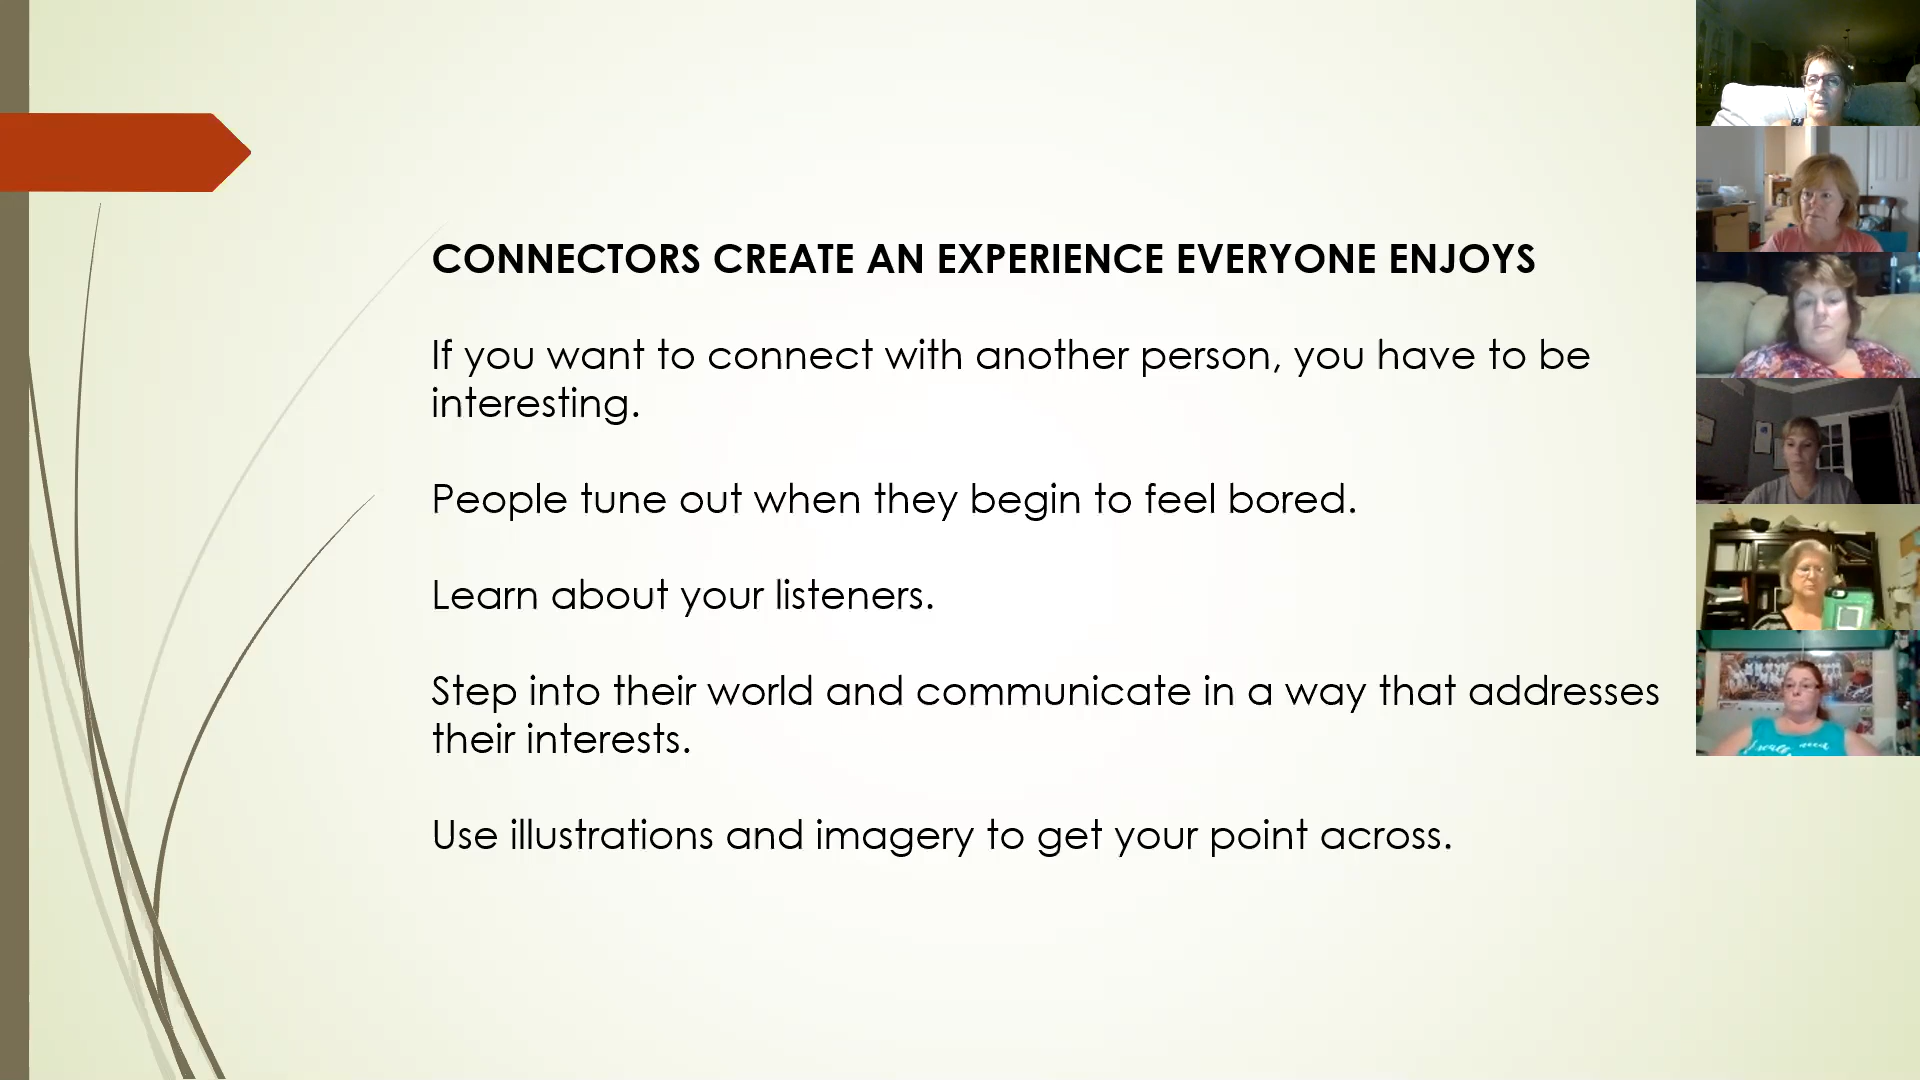 CONNECTORS CREATE AN EXPERIENCE EVERYONE ENJOYS
If you want to connect with another person, you have to be
interesting.
People tune out when they begin to feel bored.
Learn about your listeners.
Step into their world and communicate in a way that addresses
their interests.
Use illustrations and imagery to get your point across.